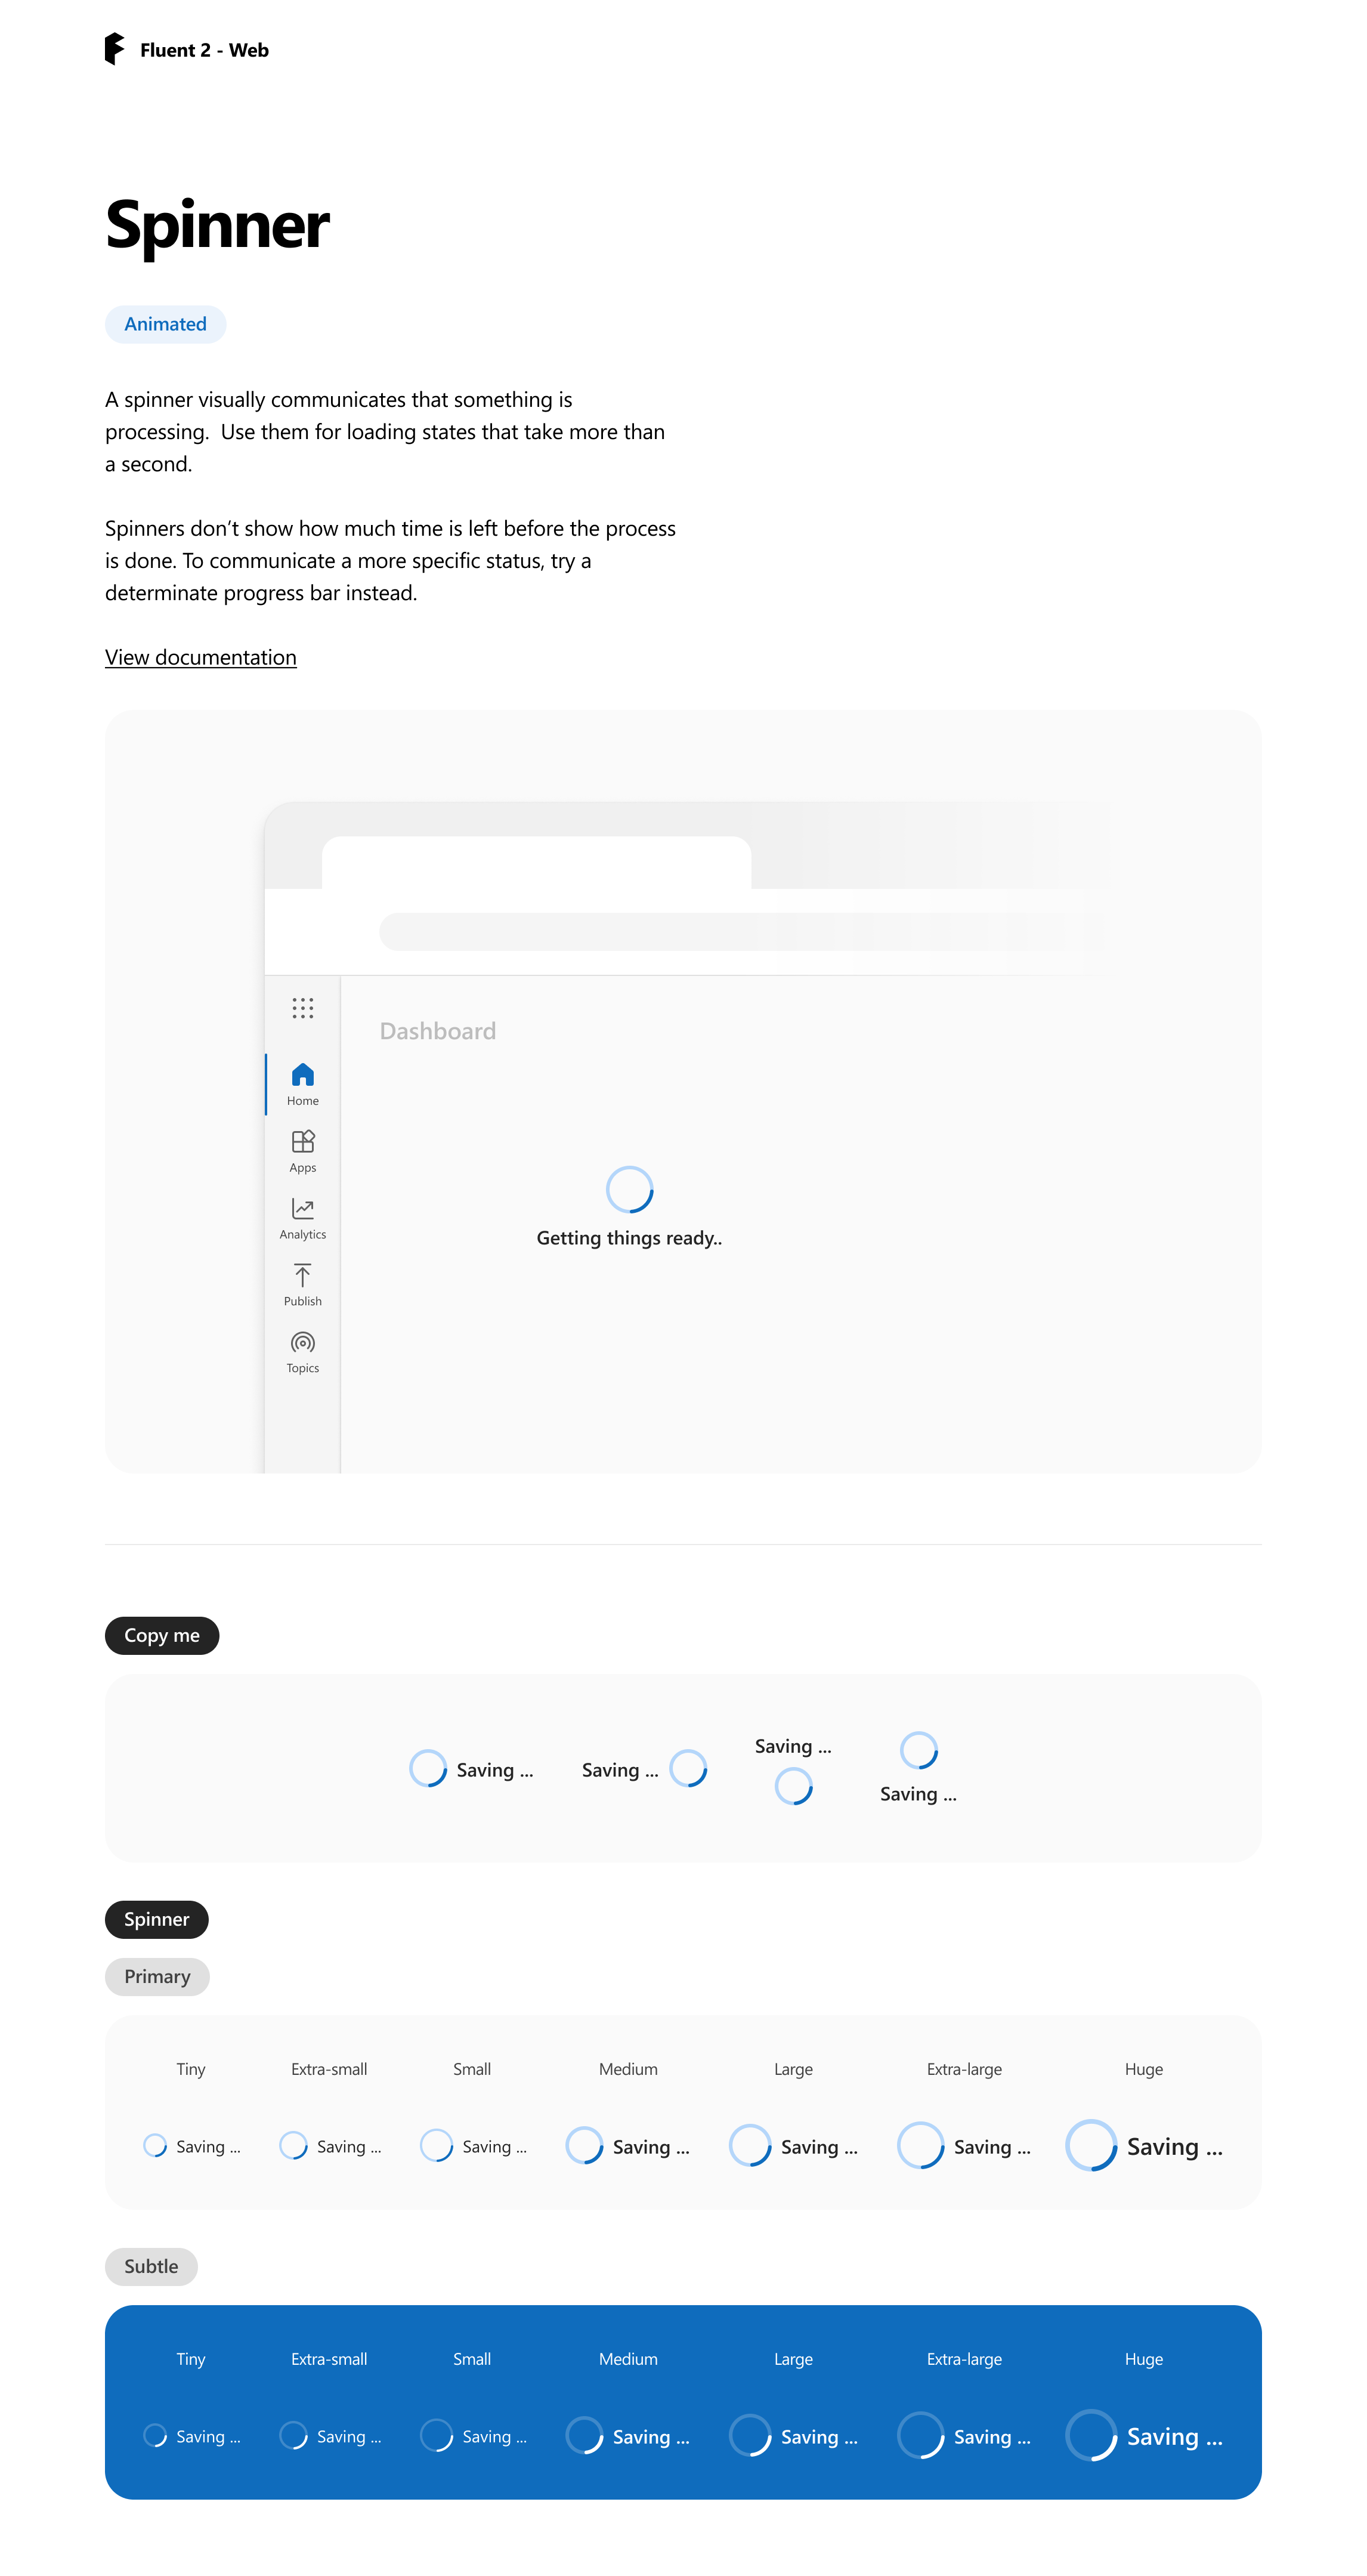 Fluent 2 - Web
Spinner
Animated
A spinner visually communicates that something is
processing.  Use them for loading states that take more than
a second.
Spinners don’t show how much time is left before the process
is done. To communicate a more specific status, try a
determinate progress bar instead.
View documentation
Dashboard
Home
Apps
Analytics
Publish
Topics
Getting things ready..
Copy me
Saving ...
Saving ...
Saving ...
Saving ...
Spinner
Primary
Tiny Extra-small Small Medium Large Extra-large Huge
Saving ... Saving ... Saving ... Saving ... Saving ... Saving ... Saving ...
Subtle
Tiny Extra-small Small Medium Large Extra-large Huge
Saving ... Saving ... Saving ... Saving ... Saving ... Saving ... Saving ...